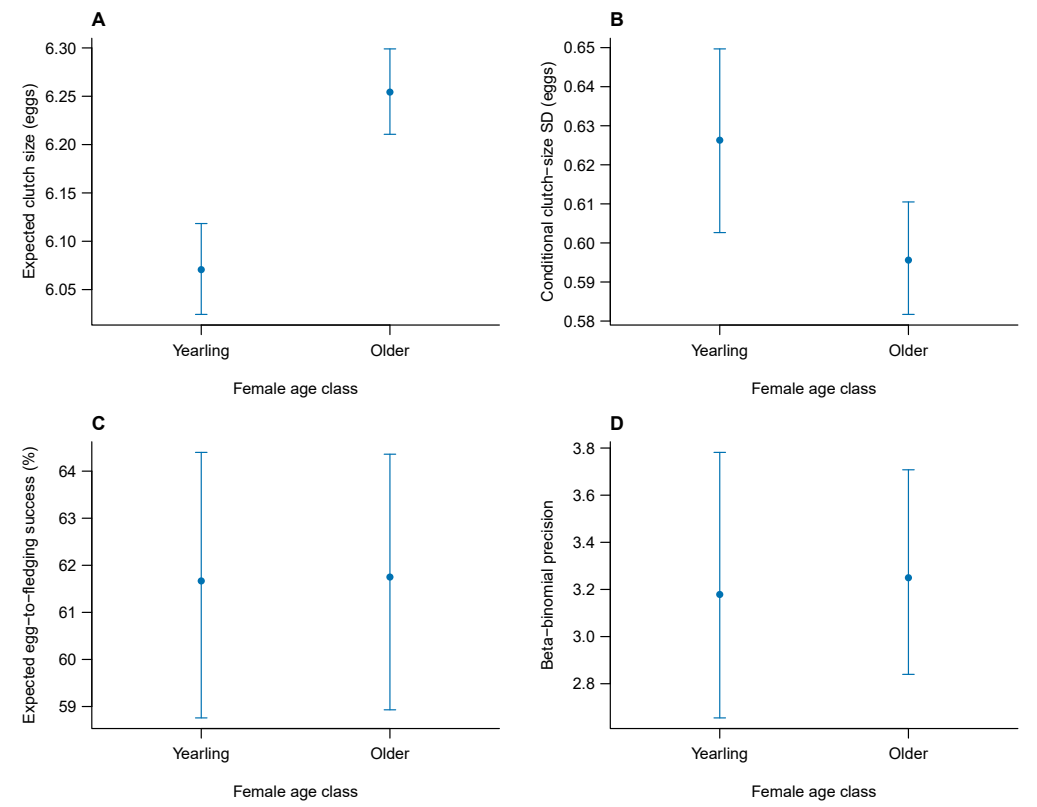 A
Expected clutch size (eggs)
6.30
6.25
6.20
6.15
6.10
6.05
Yearling Older
Female age class
B
Conditional clutch−size SD (eggs)
0.65
0.64
0.63
0.62
0.61
0.60
0.59
0.58
Yearling Older
Female age class
C
Expected egg−to−fledging success (%)
64
63
62
61
60
59
Yearling Older
Female age class
D
Beta−binomial precision
3.8
3.6
3.4
3.2
3.0
2.8
Yearling Older
Female age class